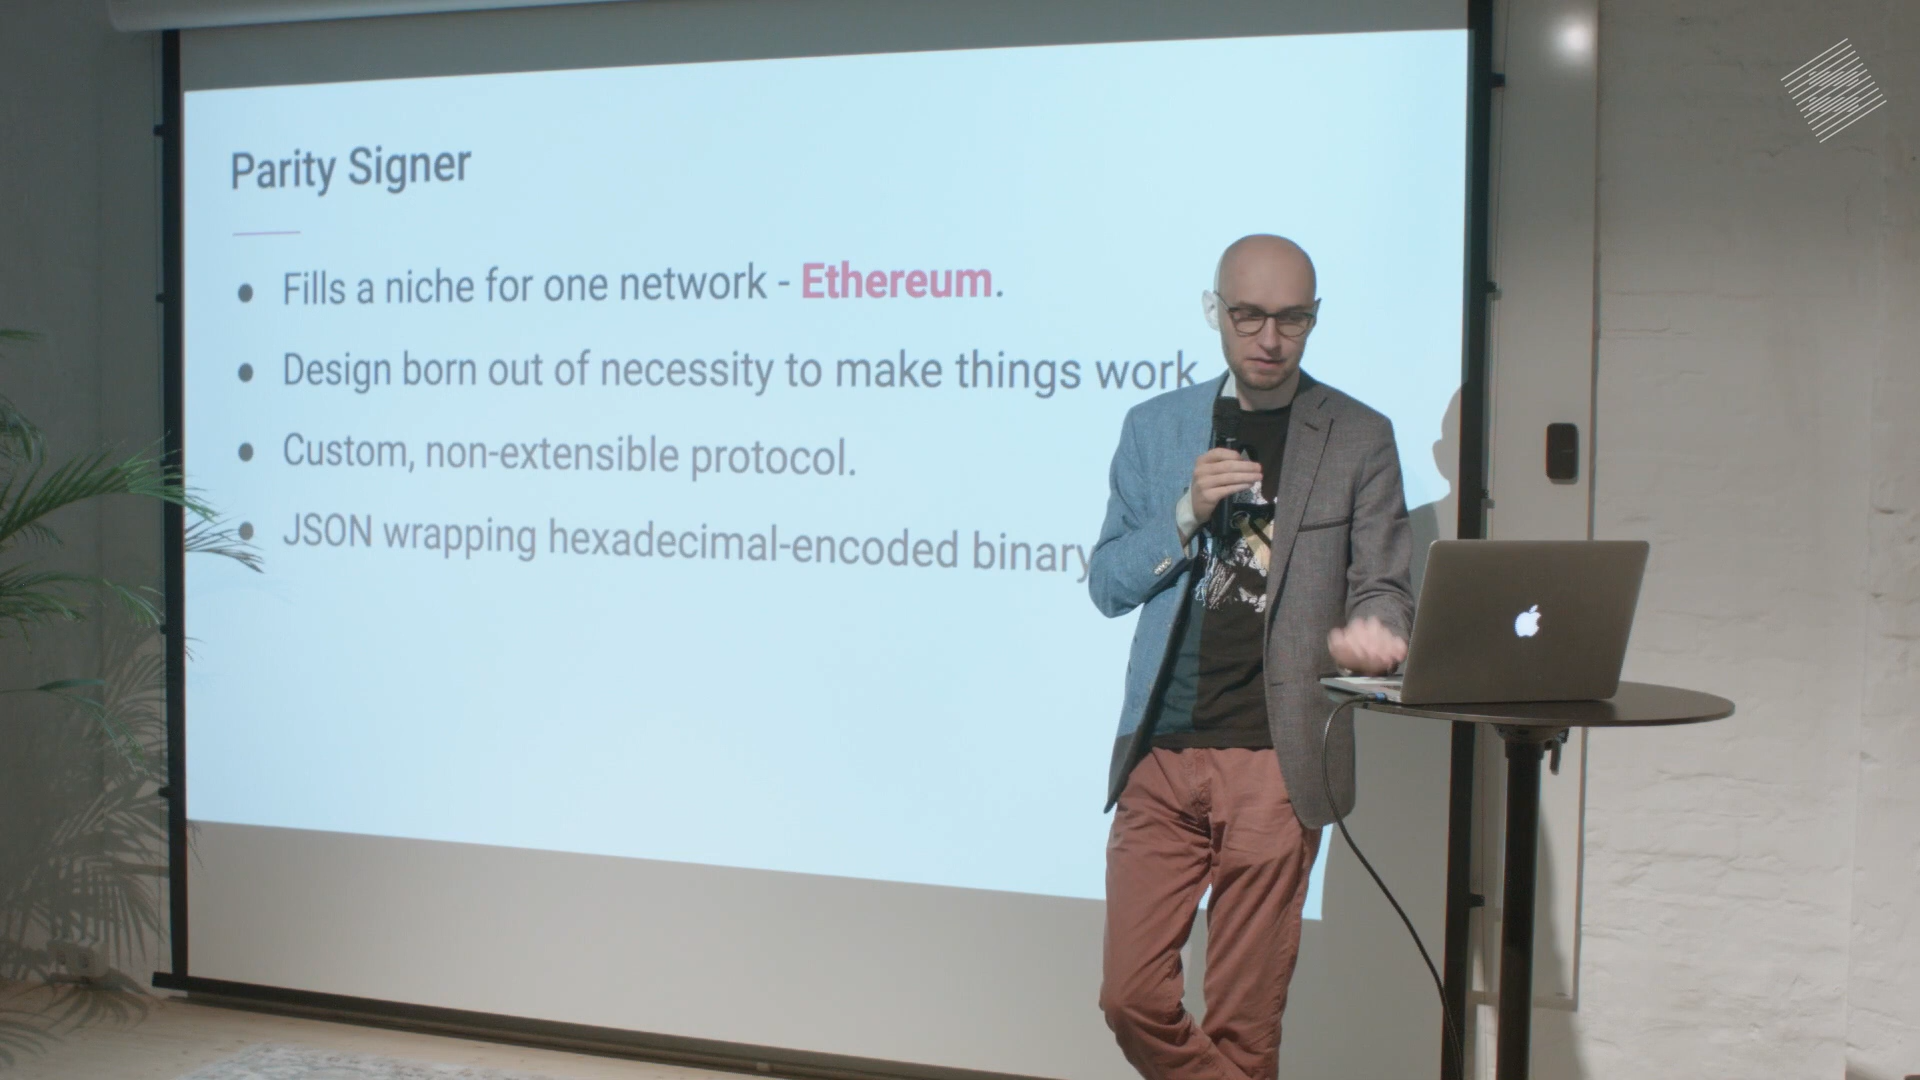 Parity Signer
Fills a niche for one network - Ethereum.
Design born out of necessity to make things work
Custom, non-extensible protocol.
JSON wrapping hexadecimal-encoded binary